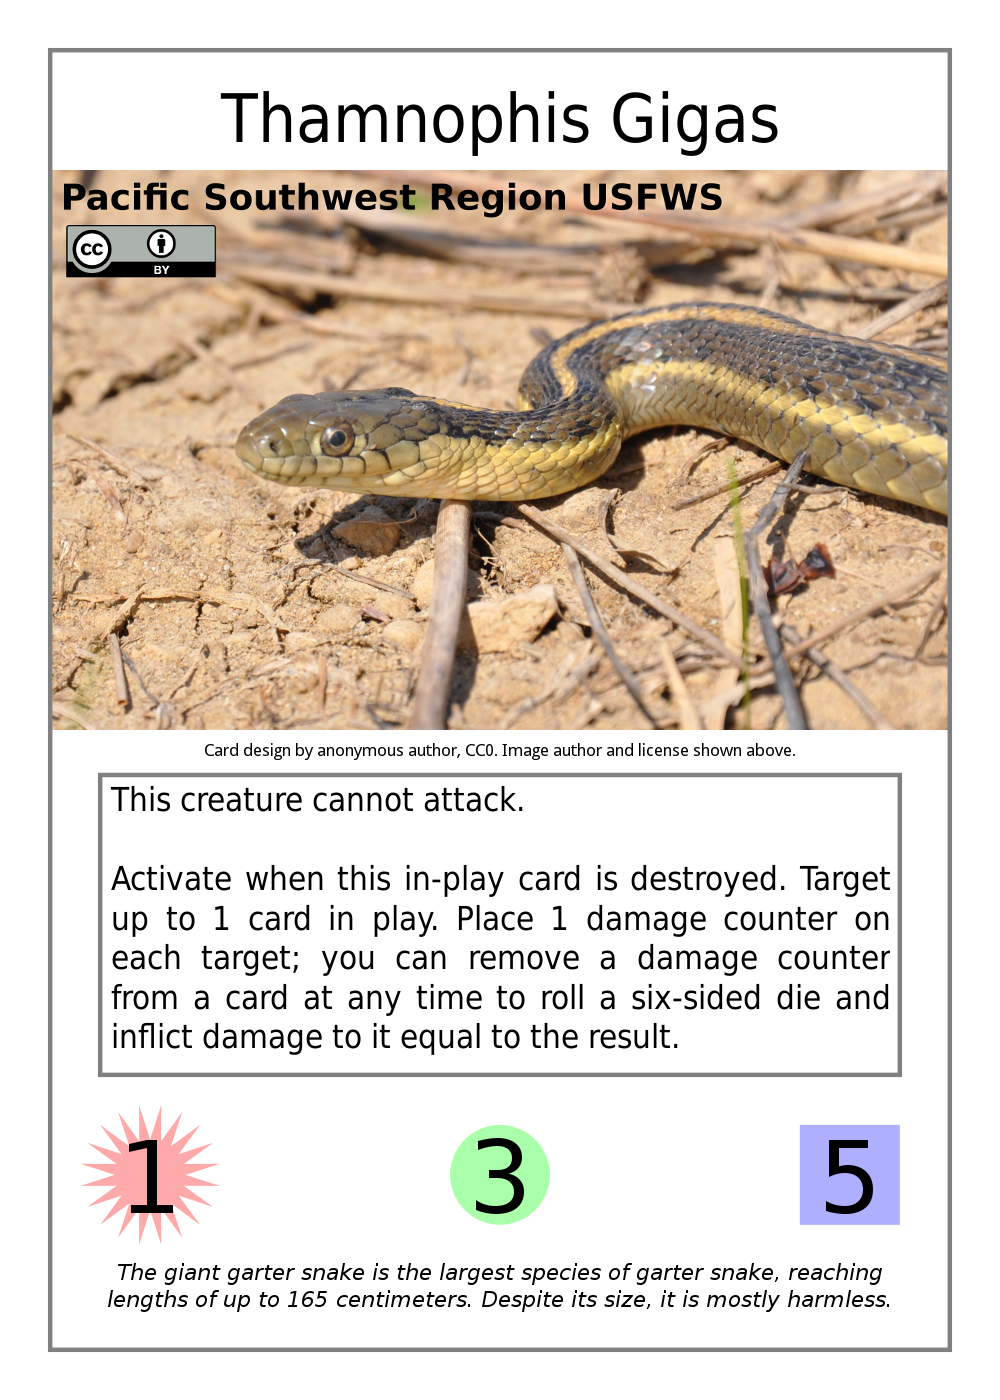 Thamnophis Gigas
Pacific Southwest Region USFWS
cc
BY
Card design by anonymous author, CC0. Image author and license shown above.
This creature cannot attack.
Activate when this in-play card is destroyed. Target
up to 1 card in play. Place 1 damage counter on
each target; you can remove a damage counter
from a card at any time to roll a six-sided die and
inflict damage to it equal to the result.
1 3 5
The giant garter snake is the largest species of garter snake, reaching
lengths of up to 165 centimeters. Despite its size, it is mostly harmless.